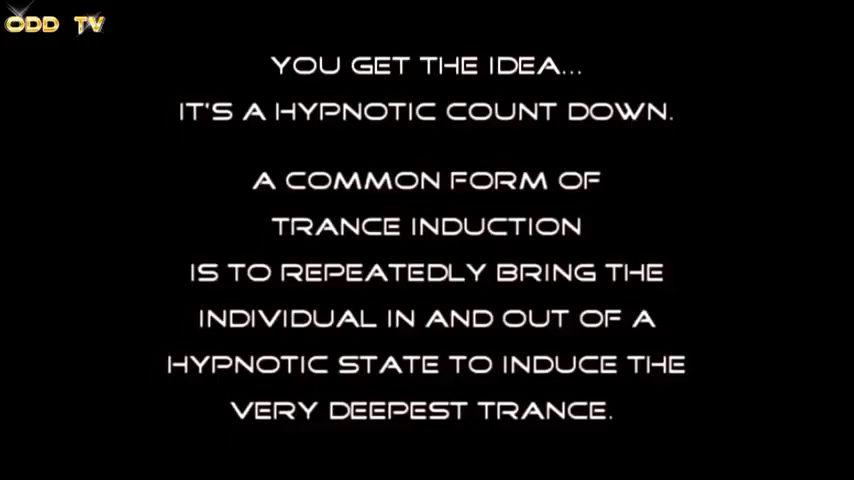 ODD TV
YOU GET THE IDEA...
IT'S A HYPNOTIC COUNT DOWN.
A COMMON FORM OF
TRANCE INDUCTION
IS TO REPEATEDLY BRING THE
INDIVIDUAL IN AND OUT OF A
HYPNOTIC STATE TO INDUCE THE
VERY DEEPEST TRANCE.